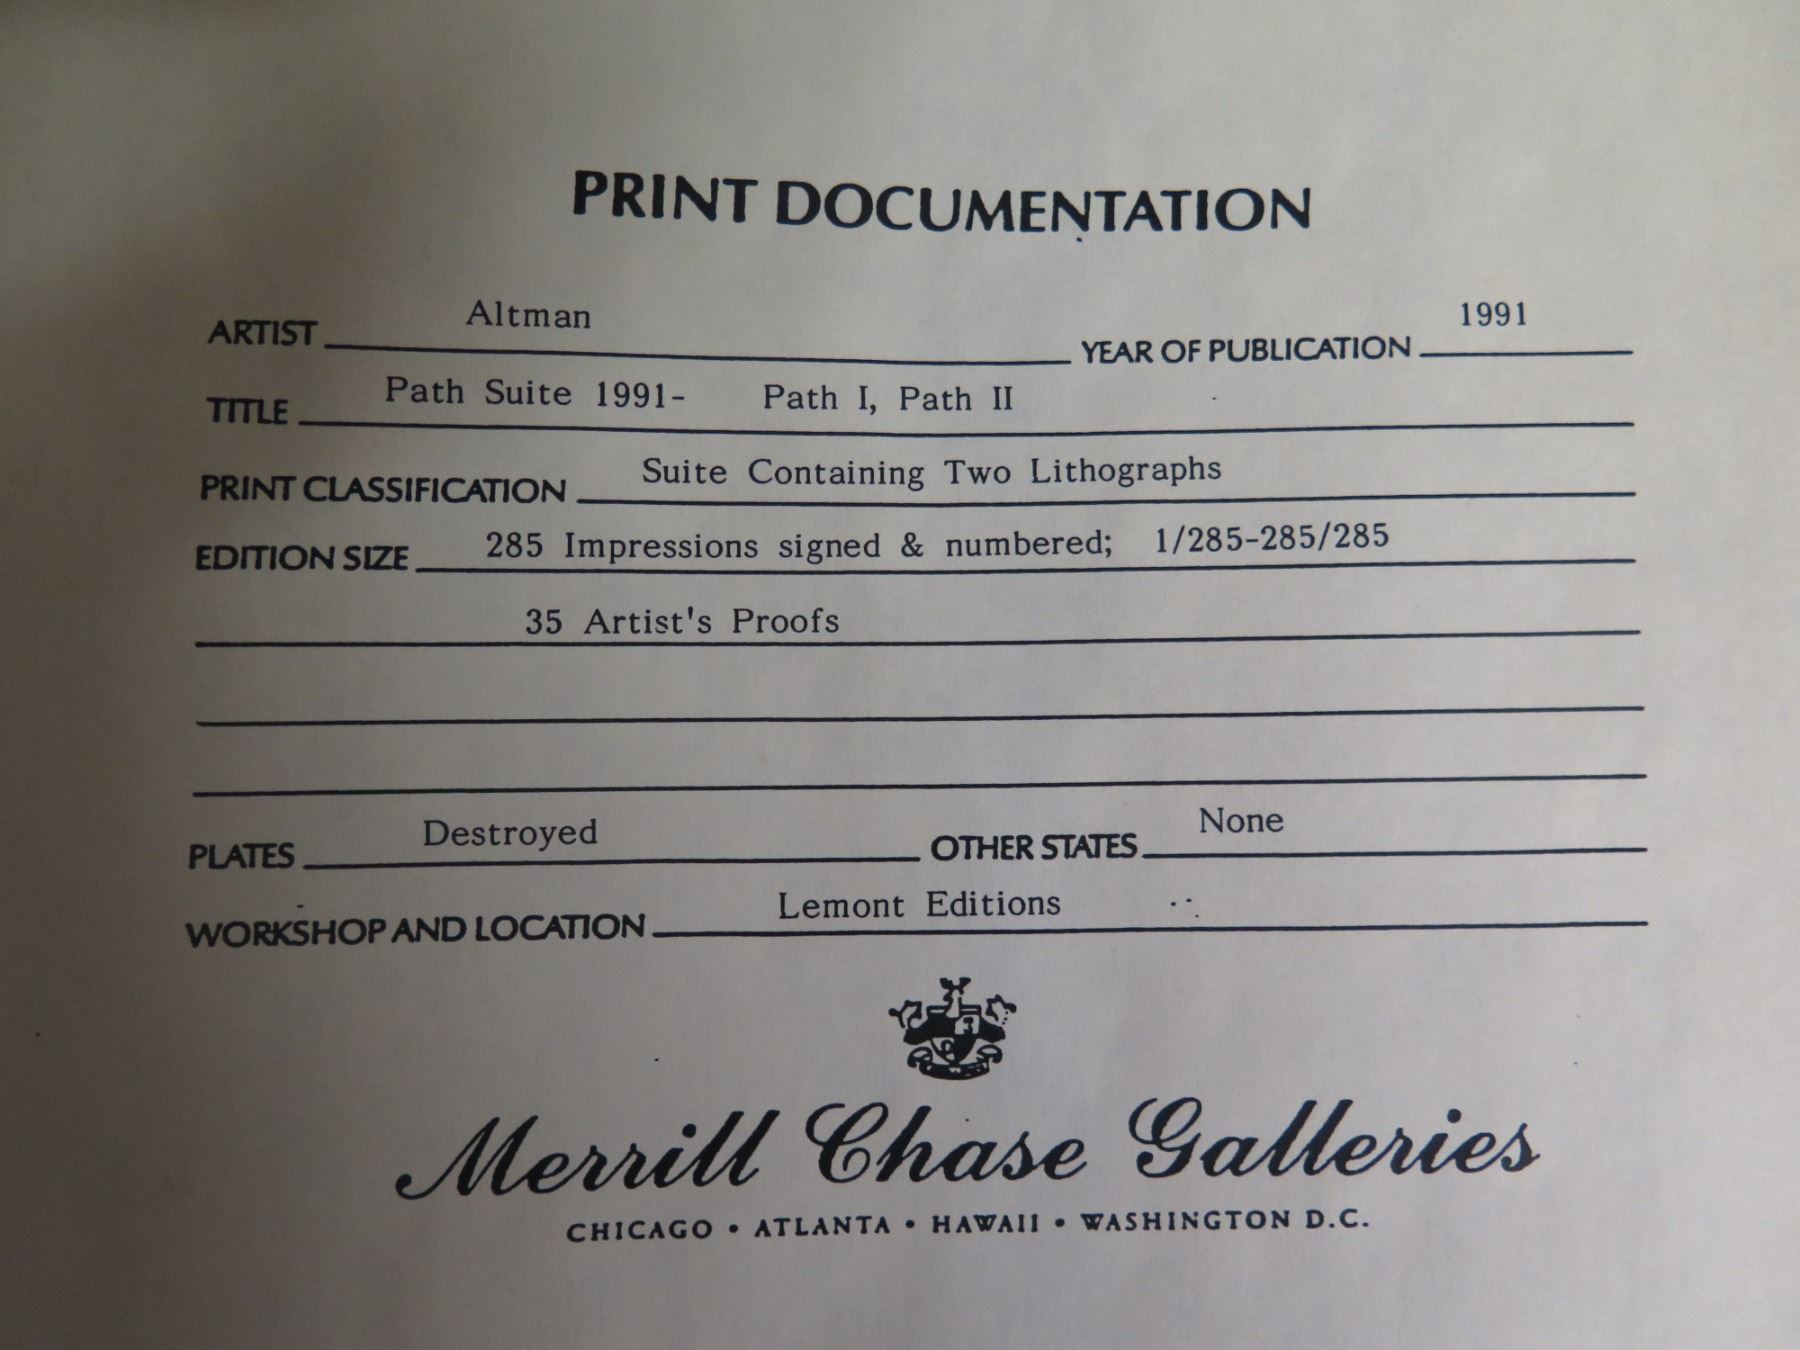 PRINT DOCUMENTATION
ARTIST Altman YEAR OF PUBLICATION 1991
TITLE Path Suite 1991- Path I, Path II
PRINT CLASSIFICATION Suite Containing Two Lithographs
EDITION SIZE 285 Impressions signed & numbered; 1/285-285/285
35 Artist's Proofs
PLATES Destroyed OTHER STATES None
WORKSHOP AND LOCATION Lemont Editions
Merrill Chase Galleries
CHICAGO • ATLANTA • HAWAII • WASHINGTON D.C.